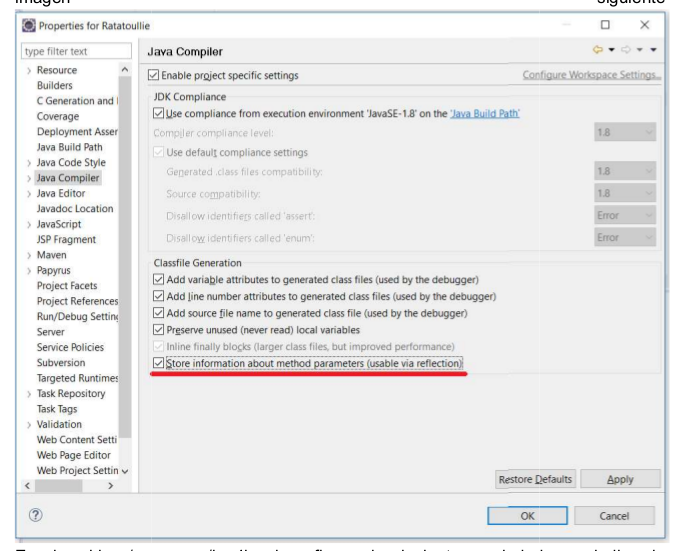 imagen siguiente
Properties for Ratatoullie
type filter text
Resource
Builders
C Generation and
Coverage
Deployment Asser
Java Build Path
Java Code Style
Java Compiler
Java Editor
Javadoc Location
JavaScript
JSP Fragment
Maven
Papyrus
Project Facets
Project References
Run/Debug Setting
Server
Service Policies
Subversion
Targeted Runtimes
Task Repository
Task Tags
Validation
Web Content Setti
Web Page Editor
Web Project Settin
Java Compiler
Enable project specific settings
Configure Workspace Settings...
JDK Compliance
Use compliance from execution environment 'JavaSE-1.8' on the 'Java Build Path'
Compiler compliance level: 1.8
Use default compliance settings
Generated .class files compatibility: 1.8
Source compatibility: 1.8
Disallow identifiers called 'assert': Error
Disallow identifiers called 'enum': Error
Classfile Generation
Add variable attributes to generated class files (used by the debugger)
Add line number attributes to generated class files (used by the debugger)
Add source file name to generated class file (used by the debugger)
Preserve unused (never read) local variables
Inline finally blocks (larger class files, but improved performance)
Store information about method parameters (usable via reflection)
Restore Defaults Apply
OK Cancel